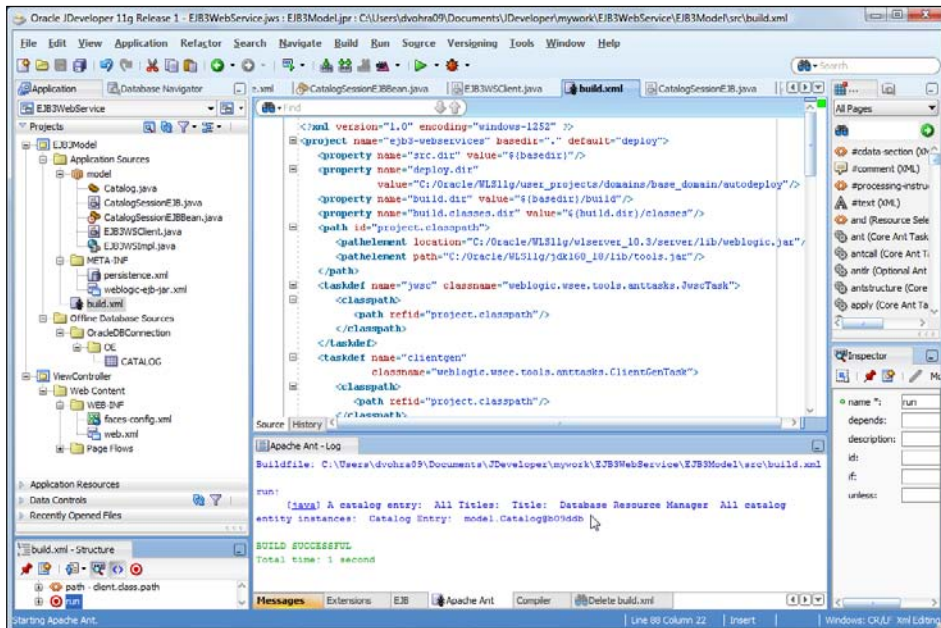 Oracle JDeveloper 11g Release 1 - EJB3WebService.jws : EJB3Model.jpr : C:\Users\dvohra09\Documents\JDeveloper\mywork\EJB3WebService\EJB3Model\src\build.xml
File Edit View Application Refactor Search Navigate Build Run Source Versioning Tools Window Help
Search
Application Database Navigator
EJB3WebService
Projects
EJB3Model
Application Sources
model
Catalog.java
CatalogSessionEJB.java
CatalogSessionEJBBean.java
EJB3WSClient.java
EJB3WSImpl.java
META-INF
persistence.xml
weblogic-ejb-jar.xml
build.xml
Offline Database Sources
OracleDBConnection
OE
CATALOG
ViewController
Web Content
WEB-INF
faces-config.xml
web.xml
Page Flows
Application Resources
Data Controls
Recently Opened Files
build.xml - Structure
path - client.class.path
run
Starting Apache Ant.
e.xml CatalogSessionEJBBean.java EJB3WSClient.java build.xml CatalogSessionEJB.java
Find
<?xml version="1.0" encoding="windows-1252" ?>
<project name="ejb3-webservices" basedir="." default="deploy">
<property name="src.dir" value="${basedir}"/>
<property name="deploy.dir"
value="C:/Oracle/WLS11g/user_projects/domains/base_domain/autodeploy"/>
<property name="build.dir" value="${basedir}/build"/>
<property name="build.classes.dir" value="${build.dir}/classes"/>
<path id="project.classpath">
<pathelement location="C:/Oracle/WLS11g/wlserver_10.3/server/lib/weblogic.jar"/
<pathelement path="C:/Oracle/WLS11g/jdk160_18/lib/tools.jar"/>
</path>
<taskdef name="jwsc" classname="weblogic.wsee.tools.anttasks.JwscTask">
<classpath>
<path refid="project.classpath"/>
</classpath>
</taskdef>
<taskdef name="clientgen"
classname="weblogic.wsee.tools.anttasks.ClientGenTask">
<classpath>
<path refid="project.classpath"/>
</classpath>
Source History
Apache Ant - Log
Buildfile: C:\Users\dvohra09\Documents\JDeveloper\mywork\EJB3WebService\EJB3Model\src\build.xml
run:
[java] A catalog entry: All Titles: Title: Database Resource Manager All catalog
entity instances: Catalog Entry: model.Catalog@b09ddb
BUILD SUCCESSFUL
Total time: 1 second
Messages Extensions EJB Apache Ant Compiler Delete build.xml
Line 88 Column 22 Insert Windows: CR/LF Xml Editing
All Pages
#cdata-section (XM
#comment (XML)
#processing-instru
#text (XML)
and (Resource Sele
ant (Core Ant Task
antcall (Core Ant T
antlr (Optional Ant
antstructure (Core
apply (Core Ant Ta
Inspector
name *: run
depends:
description:
id:
if:
unless: